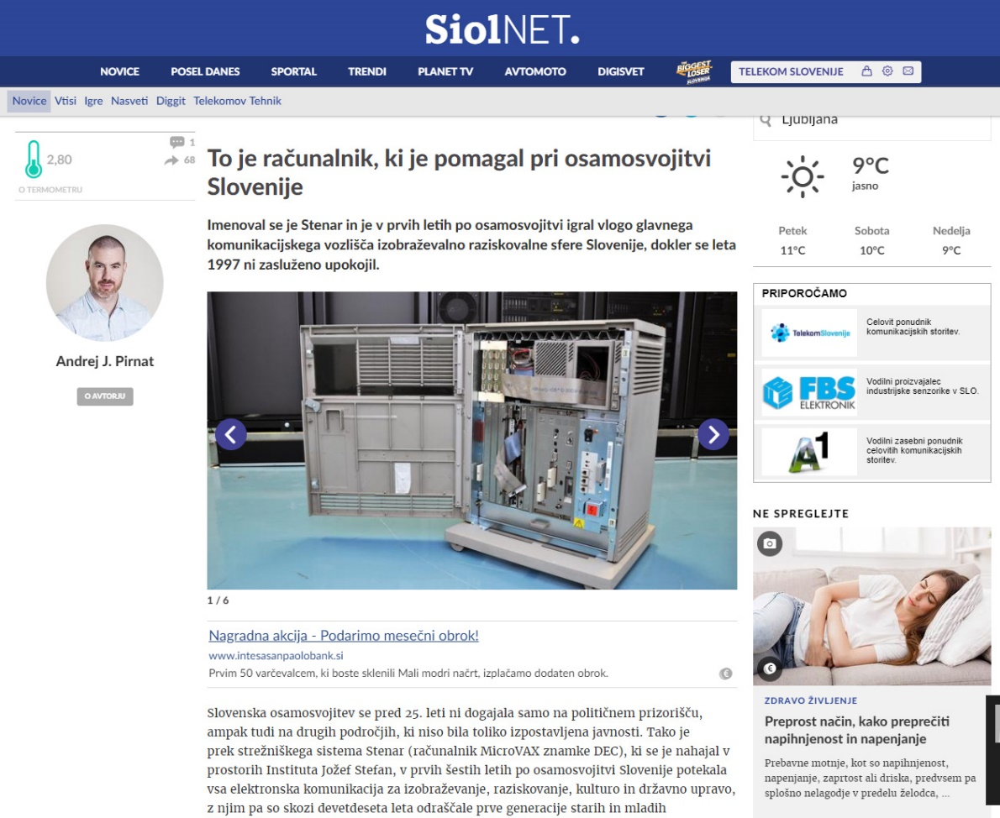 SiolNET.
NOVICE POSEL DANES SPORTAL TRENDI PLANET TV AVTOMOTO DIGISVET THE BIGGEST LOSER SLOVENIJA TELEKOM SLOVENIJE
Novice Vtisi Igre Nasveti Diggit Telekomov Tehnik
2,80
1
68
O TERMOMETRU
Andrej J. Pirnat
O AVTORJU
To je računalnik, ki je pomagal pri osamosvojitvi
Slovenije
Imenoval se je Stenar in je v prvih letih po osamosvojitvi igral vlogo glavnega
komunikacijskega vozlišča izobraževalno raziskovalne sfere Slovenije, dokler se leta
1997 ni zasluženo upokojil.
1 / 6
Nagradna akcija - Podarimo mesečni obrok!
www.intesasanpaolobank.si
Prvim 50 varčevalcem, ki boste sklenili Mali modri načrt, izplačamo dodaten obrok.
€
Slovenska osamosvojitev se pred 25. leti ni dogajala samo na političnem prizorišču,
ampak tudi na drugih področjih, ki niso bila toliko izpostavljena javnosti. Tako je
prek strežniškega sistema Stenar (računalnik MicroVAX znamke DEC), ki se je nahajal v
prostorih Instituta Jožef Stefan, v prvih šestih letih po osamosvojitvi Slovenije potekala
vsa elektronska komunikacija za izobraževanje, raziskovanje, kulturo in državno upravo,
z njim pa so skozi devetdeseta leta odraščale prve generacije starih in mladih
Ljubljana
9°C
jasno
Petek Sobota Nedelja
11°C 10°C 9°C
PRIPOROČAMO
TelekomSlovenije
Celovit ponudnik
komunikacijskih storitev.
FBS
ELEKTRONIK
Vodilni proizvajalec
industrijske senzorike v SLO.
A1
Vodilni zasebni ponudnik
celovitih komunikacijskih
storitev.
NE SPREGLEJTE
€
ZDRAVO ŽIVLJENJE
Preprost način, kako preprečiti
napihnjenost in napenjanje
Prebavne motnje, kot so napihnjenost,
napenjanje, zaprtost ali driska, predvsem pa
splošno nelagodje v predelu želodca, ...